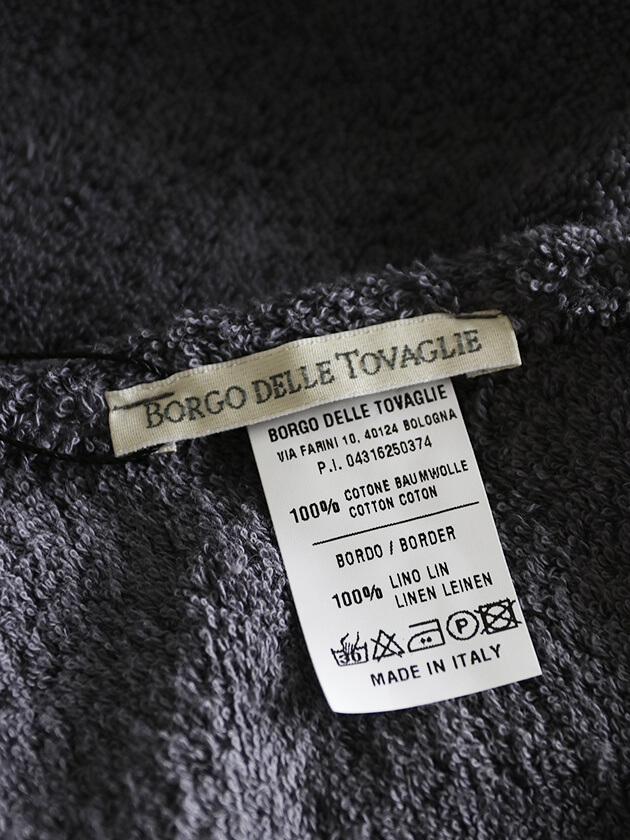 BORGO DELLE TOVAGLIE
BORGO DELLE TOVAGLIE
VIA FARINI 10, 40124 BOLOGNA
P.I. 04316250374
100% COTONE BAUMWOLLE
COTTON COTON
BORDO / BORDER
100% LINO LIN
LINEN LEINEN
30 P
MADE IN ITALY